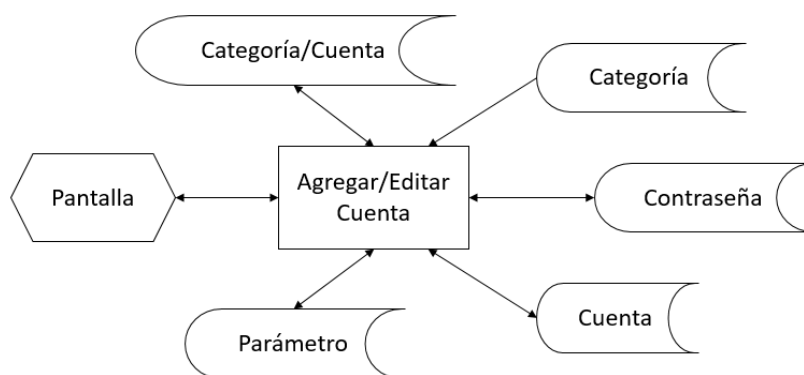 Categoría/Cuenta
Categoría
Pantalla
Agregar/Editar
Cuenta
Contraseña
Parámetro
Cuenta